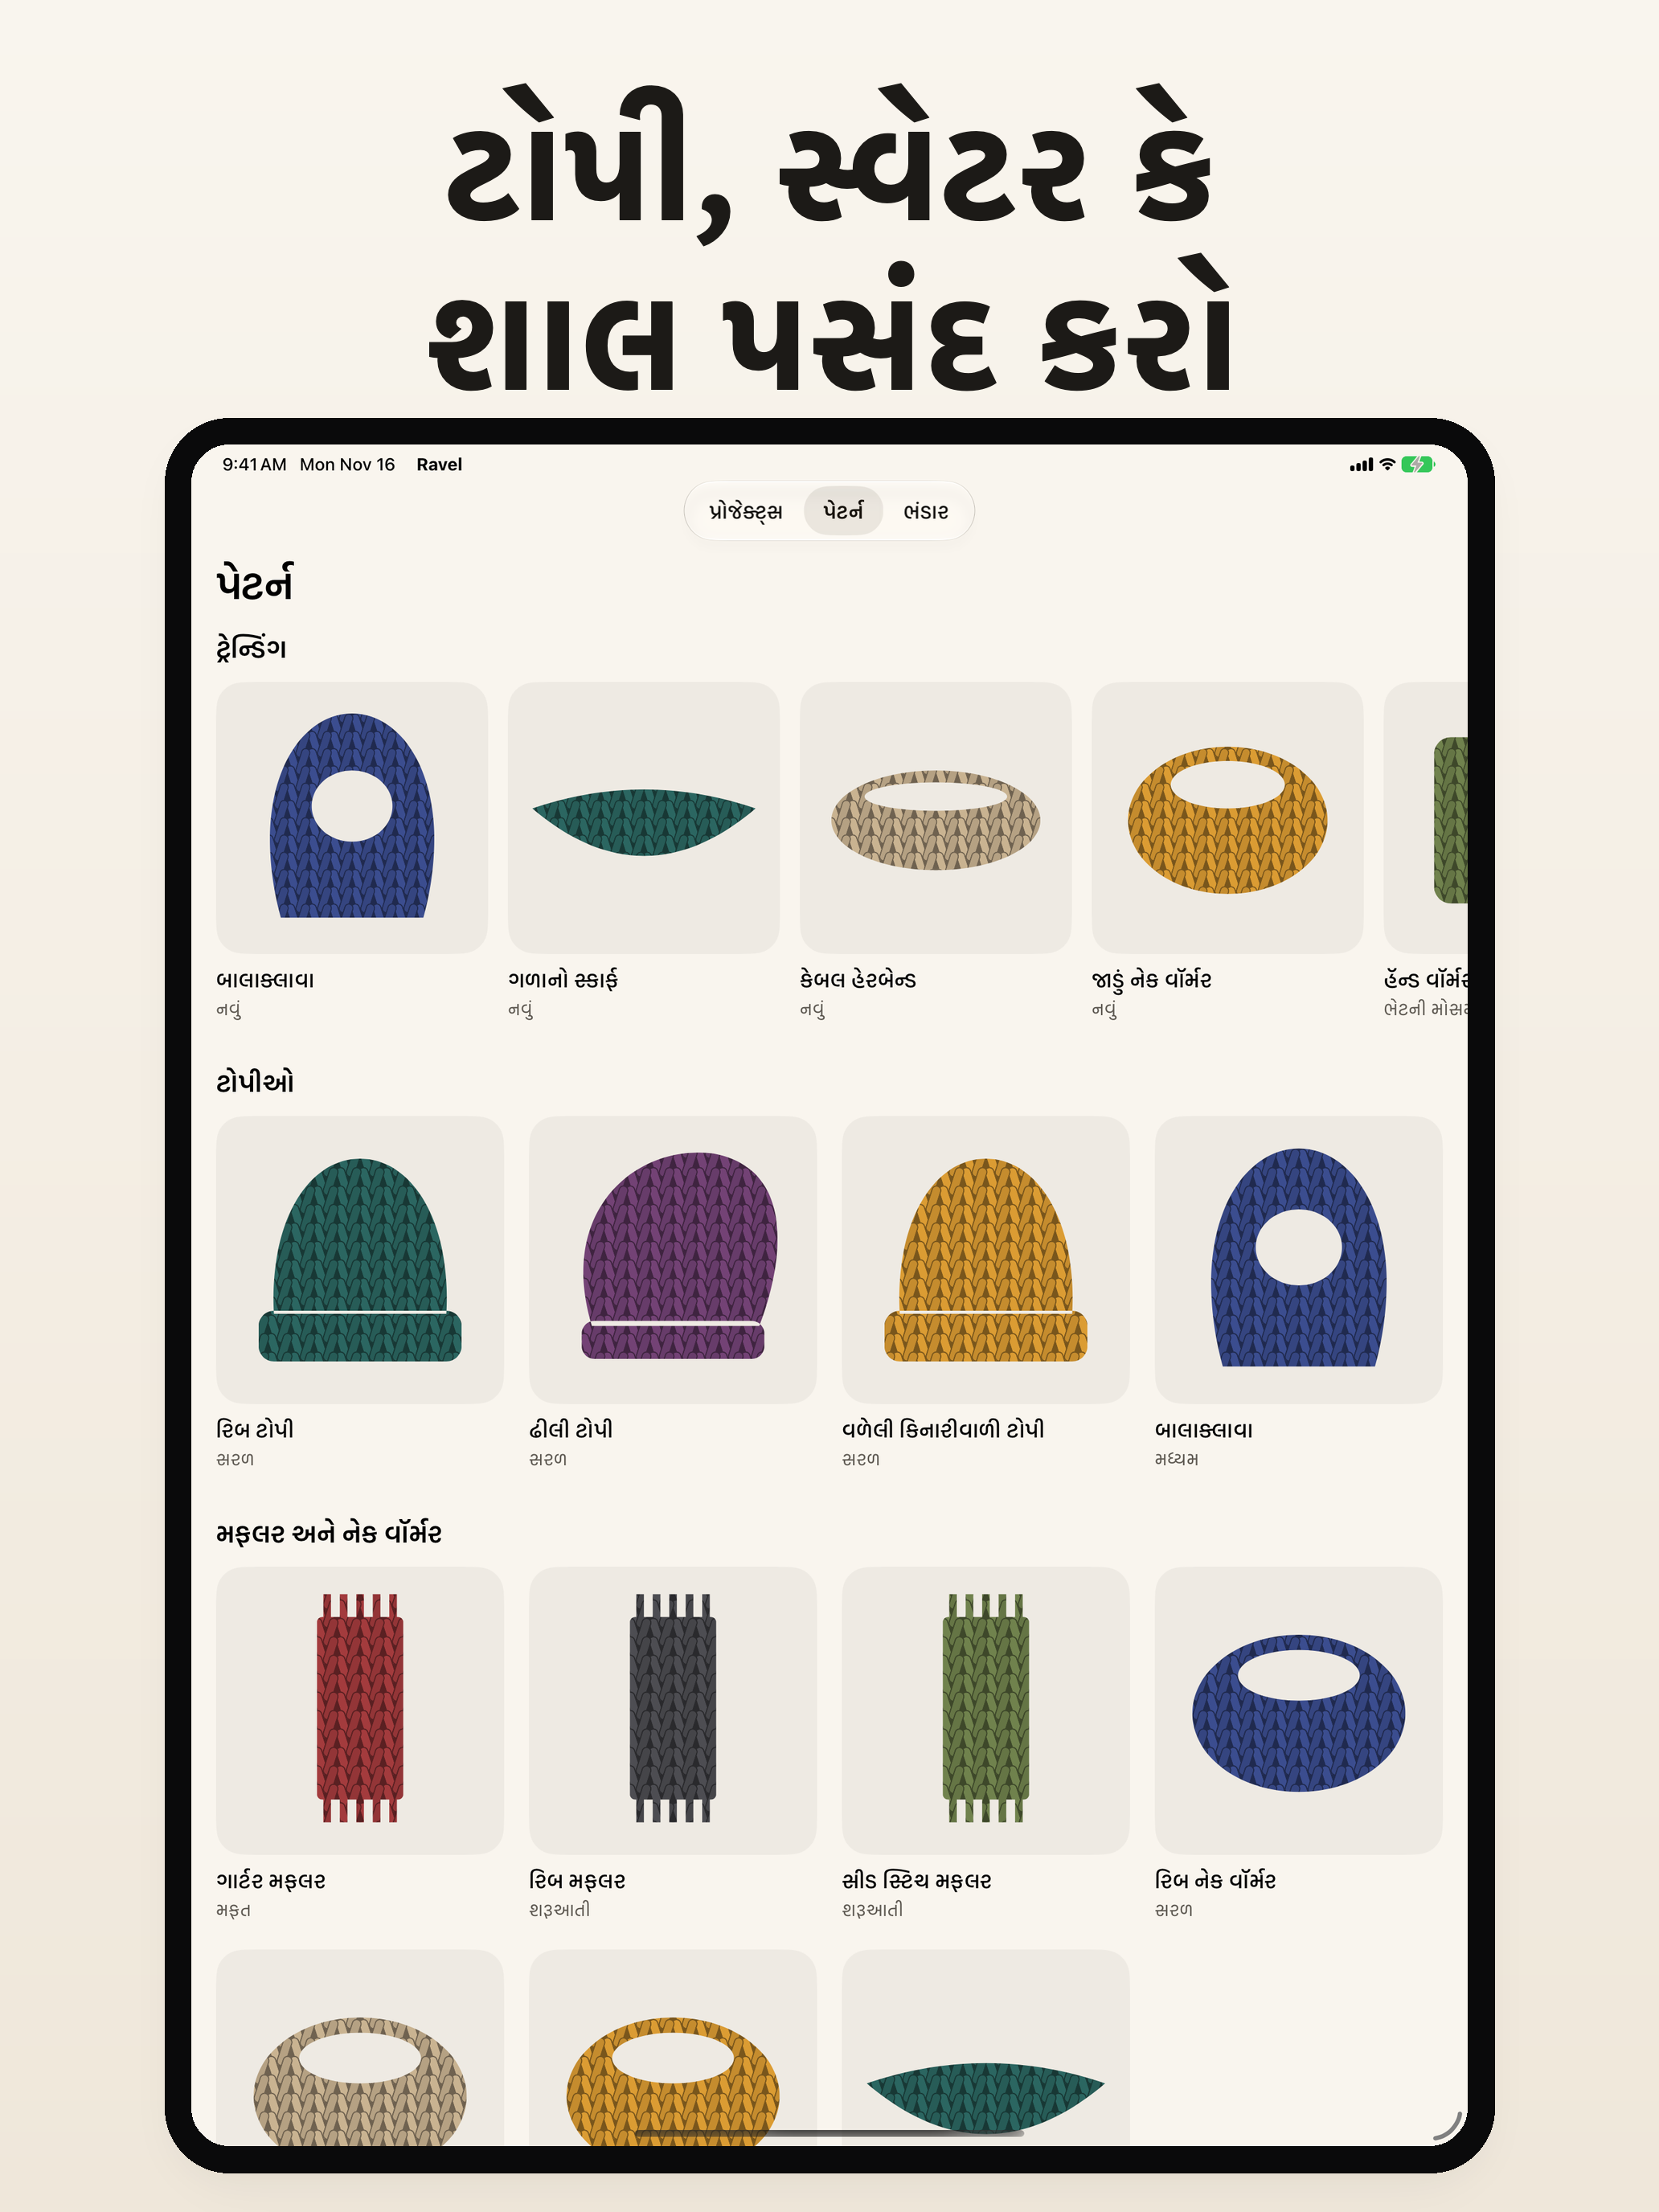 ટોપી, સ્વેટર કે
શાલ પસંદ કરો
9:41 AM Mon Nov 16 Ravel
પ્રોજેક્ટ્સ પેટર્ન ભંડાર
પેટર્ન
ટ્રેન્ડિંગ
બાલાક્લાવા ગળાનો સ્કાર્ફ કેબલ હેરબેન્ડ જાડું નેક વૉર્મર હૅન્ડ
નવું નવું નવું નવું ભેટની
ટોપીઓ
રિબ ટોપી ઢીલી ટોપી વળેલી કિનારીવાળી ટોપી બાલાક્લાવા
સરળ સરળ સરળ મધ્યમ
મફલર અને નેક વૉર્મર
ગાર્ટર મફલર રિબ મફલર સીડ સ્ટિચ મફલર રિબ નેક વૉર્મર
મફત શરૂઆતી શરૂઆતી સરળ